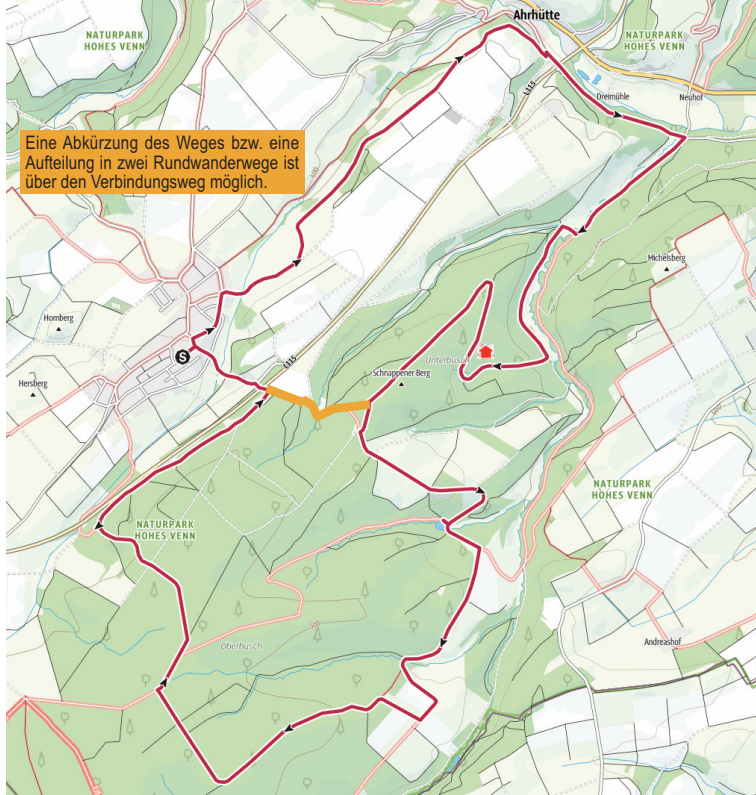 Ahrhütte
NATURPARK
HOHES VENN
NATURPARK
HOHES VENN
L115
Dreimühle
Neuhof
Eine Abkürzung des Weges bzw. eine
Aufteilung in zwei Rundwanderwege ist
über den Verbindungsweg möglich.
Michelsberg
Homberg
S
L115
Unterbusch
Schnappener Berg
Hersberg
NATURPARK
HOHES VENN
NATURPARK
HOHES VENN
500
Oberbusch
Andreashof